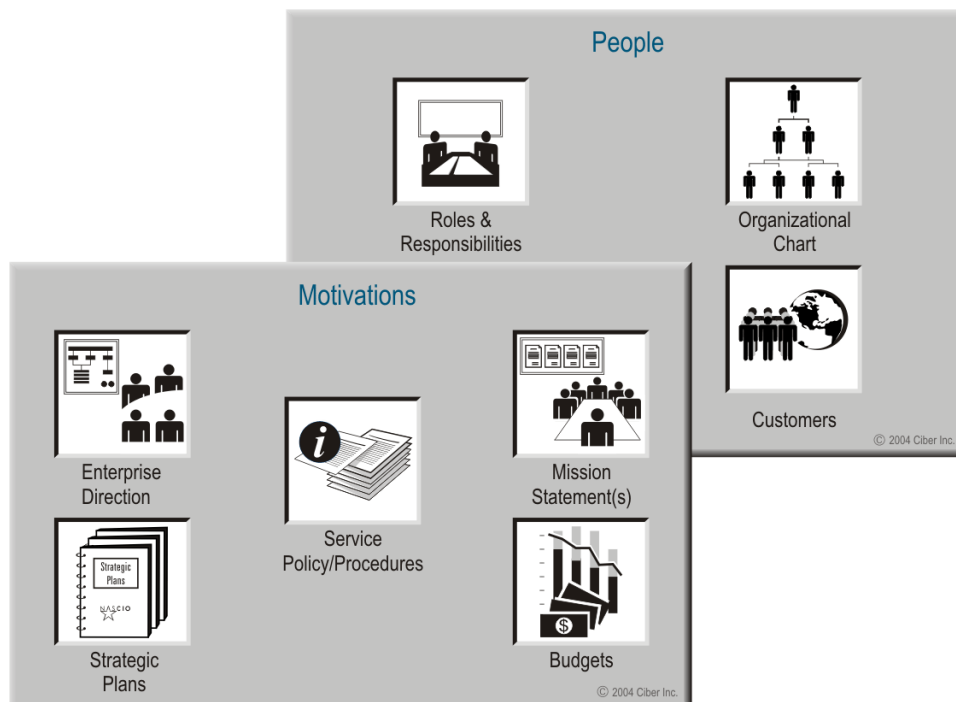 People
Roles &
Responsibilities
Organizational
Chart
Customers
© 2004 Ciber Inc.
Motivations
Enterprise
Direction
Service
Policy/Procedures
Mission
Statement(s)
Strategic
Plans
NASCIO
Strategic
Plans
$
Budgets
© 2004 Ciber Inc.